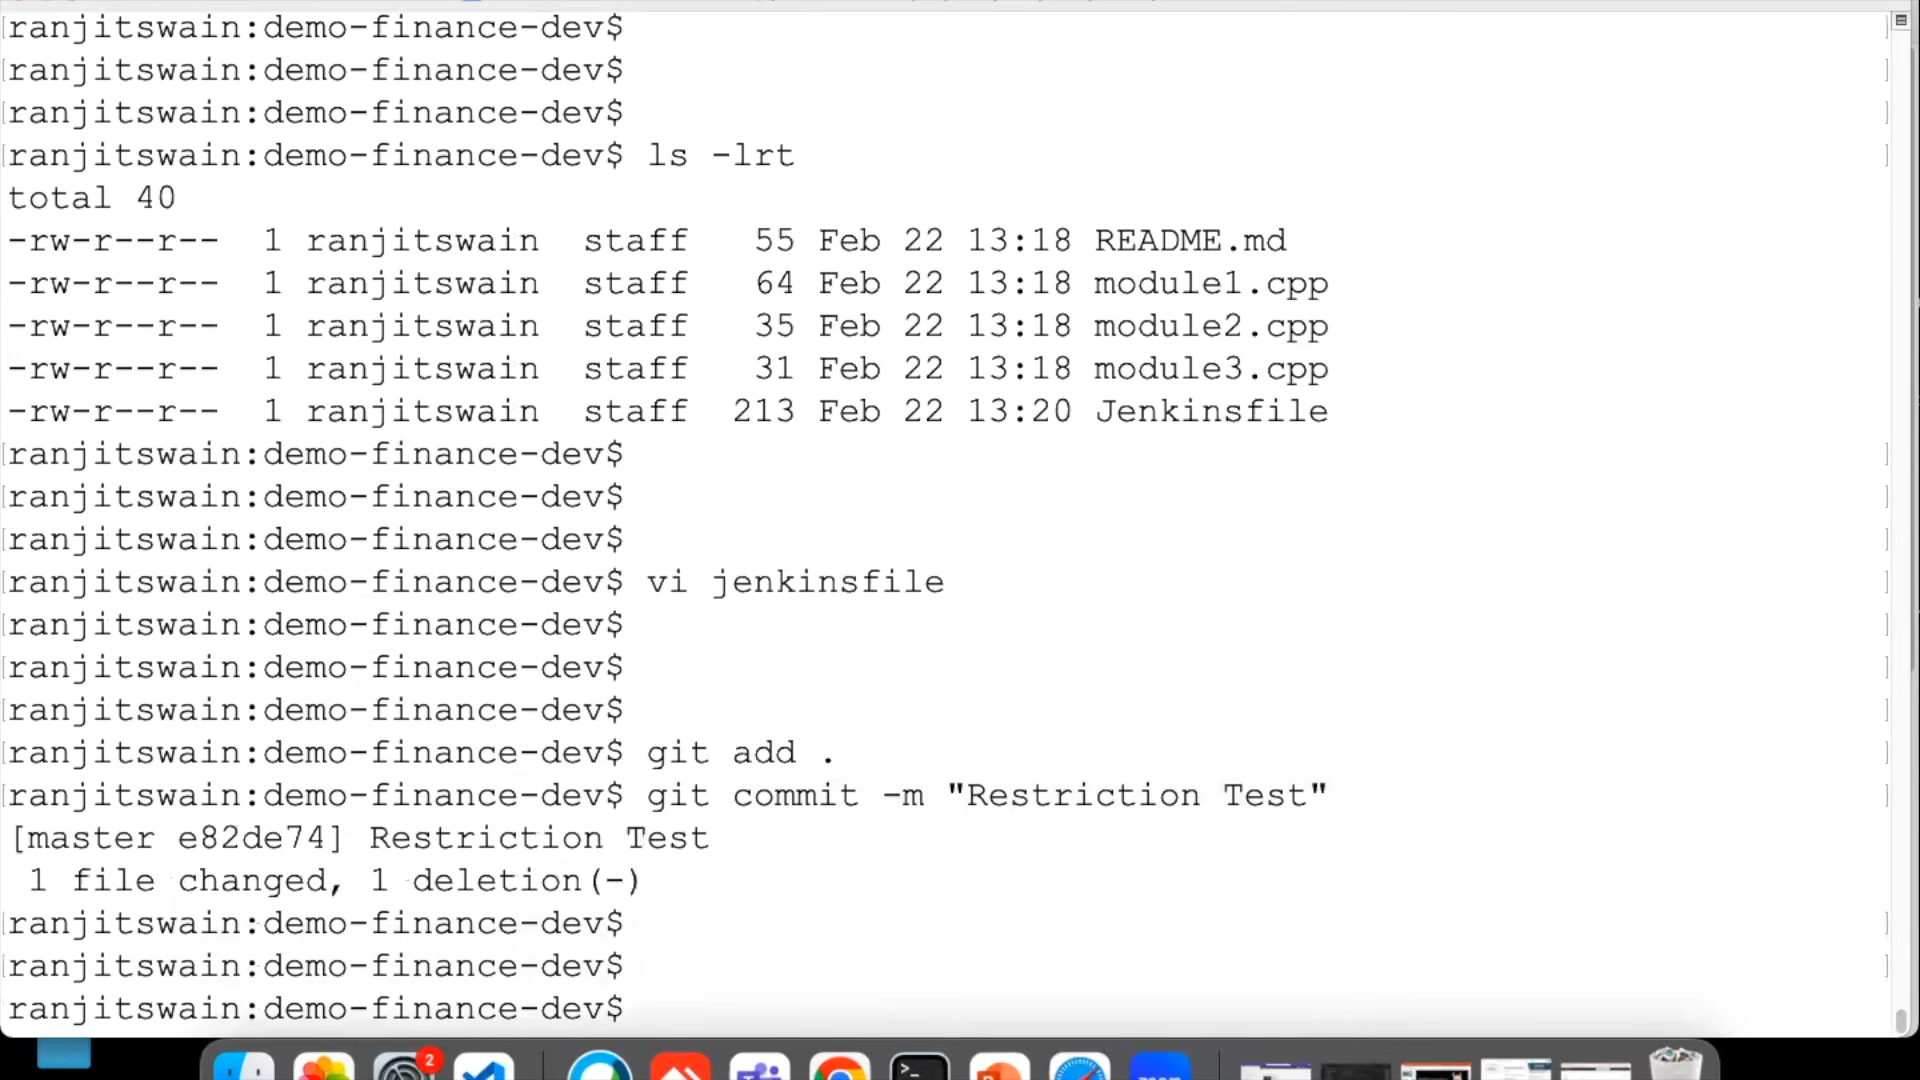 ranjitswain:demo-finance-dev$
ranjitswain:demo-finance-dev$
ranjitswain:demo-finance-dev$
ranjitswain:demo-finance-dev$ ls -lrt
total 40
-rw-r--r--  1 ranjitswain  staff   55 Feb 22 13:18 README.md
-rw-r--r--  1 ranjitswain  staff   64 Feb 22 13:18 module1.cpp
-rw-r--r--  1 ranjitswain  staff   35 Feb 22 13:18 module2.cpp
-rw-r--r--  1 ranjitswain  staff   31 Feb 22 13:18 module3.cpp
-rw-r--r--  1 ranjitswain  staff  213 Feb 22 13:20 Jenkinsfile
ranjitswain:demo-finance-dev$
ranjitswain:demo-finance-dev$
ranjitswain:demo-finance-dev$
ranjitswain:demo-finance-dev$ vi jenkinsfile
ranjitswain:demo-finance-dev$
ranjitswain:demo-finance-dev$
ranjitswain:demo-finance-dev$
ranjitswain:demo-finance-dev$ git add .
ranjitswain:demo-finance-dev$ git commit -m "Restriction Test"
[master e82de74] Restriction Test
 1 file changed, 1 deletion(-)
ranjitswain:demo-finance-dev$
ranjitswain:demo-finance-dev$
ranjitswain:demo-finance-dev$
2